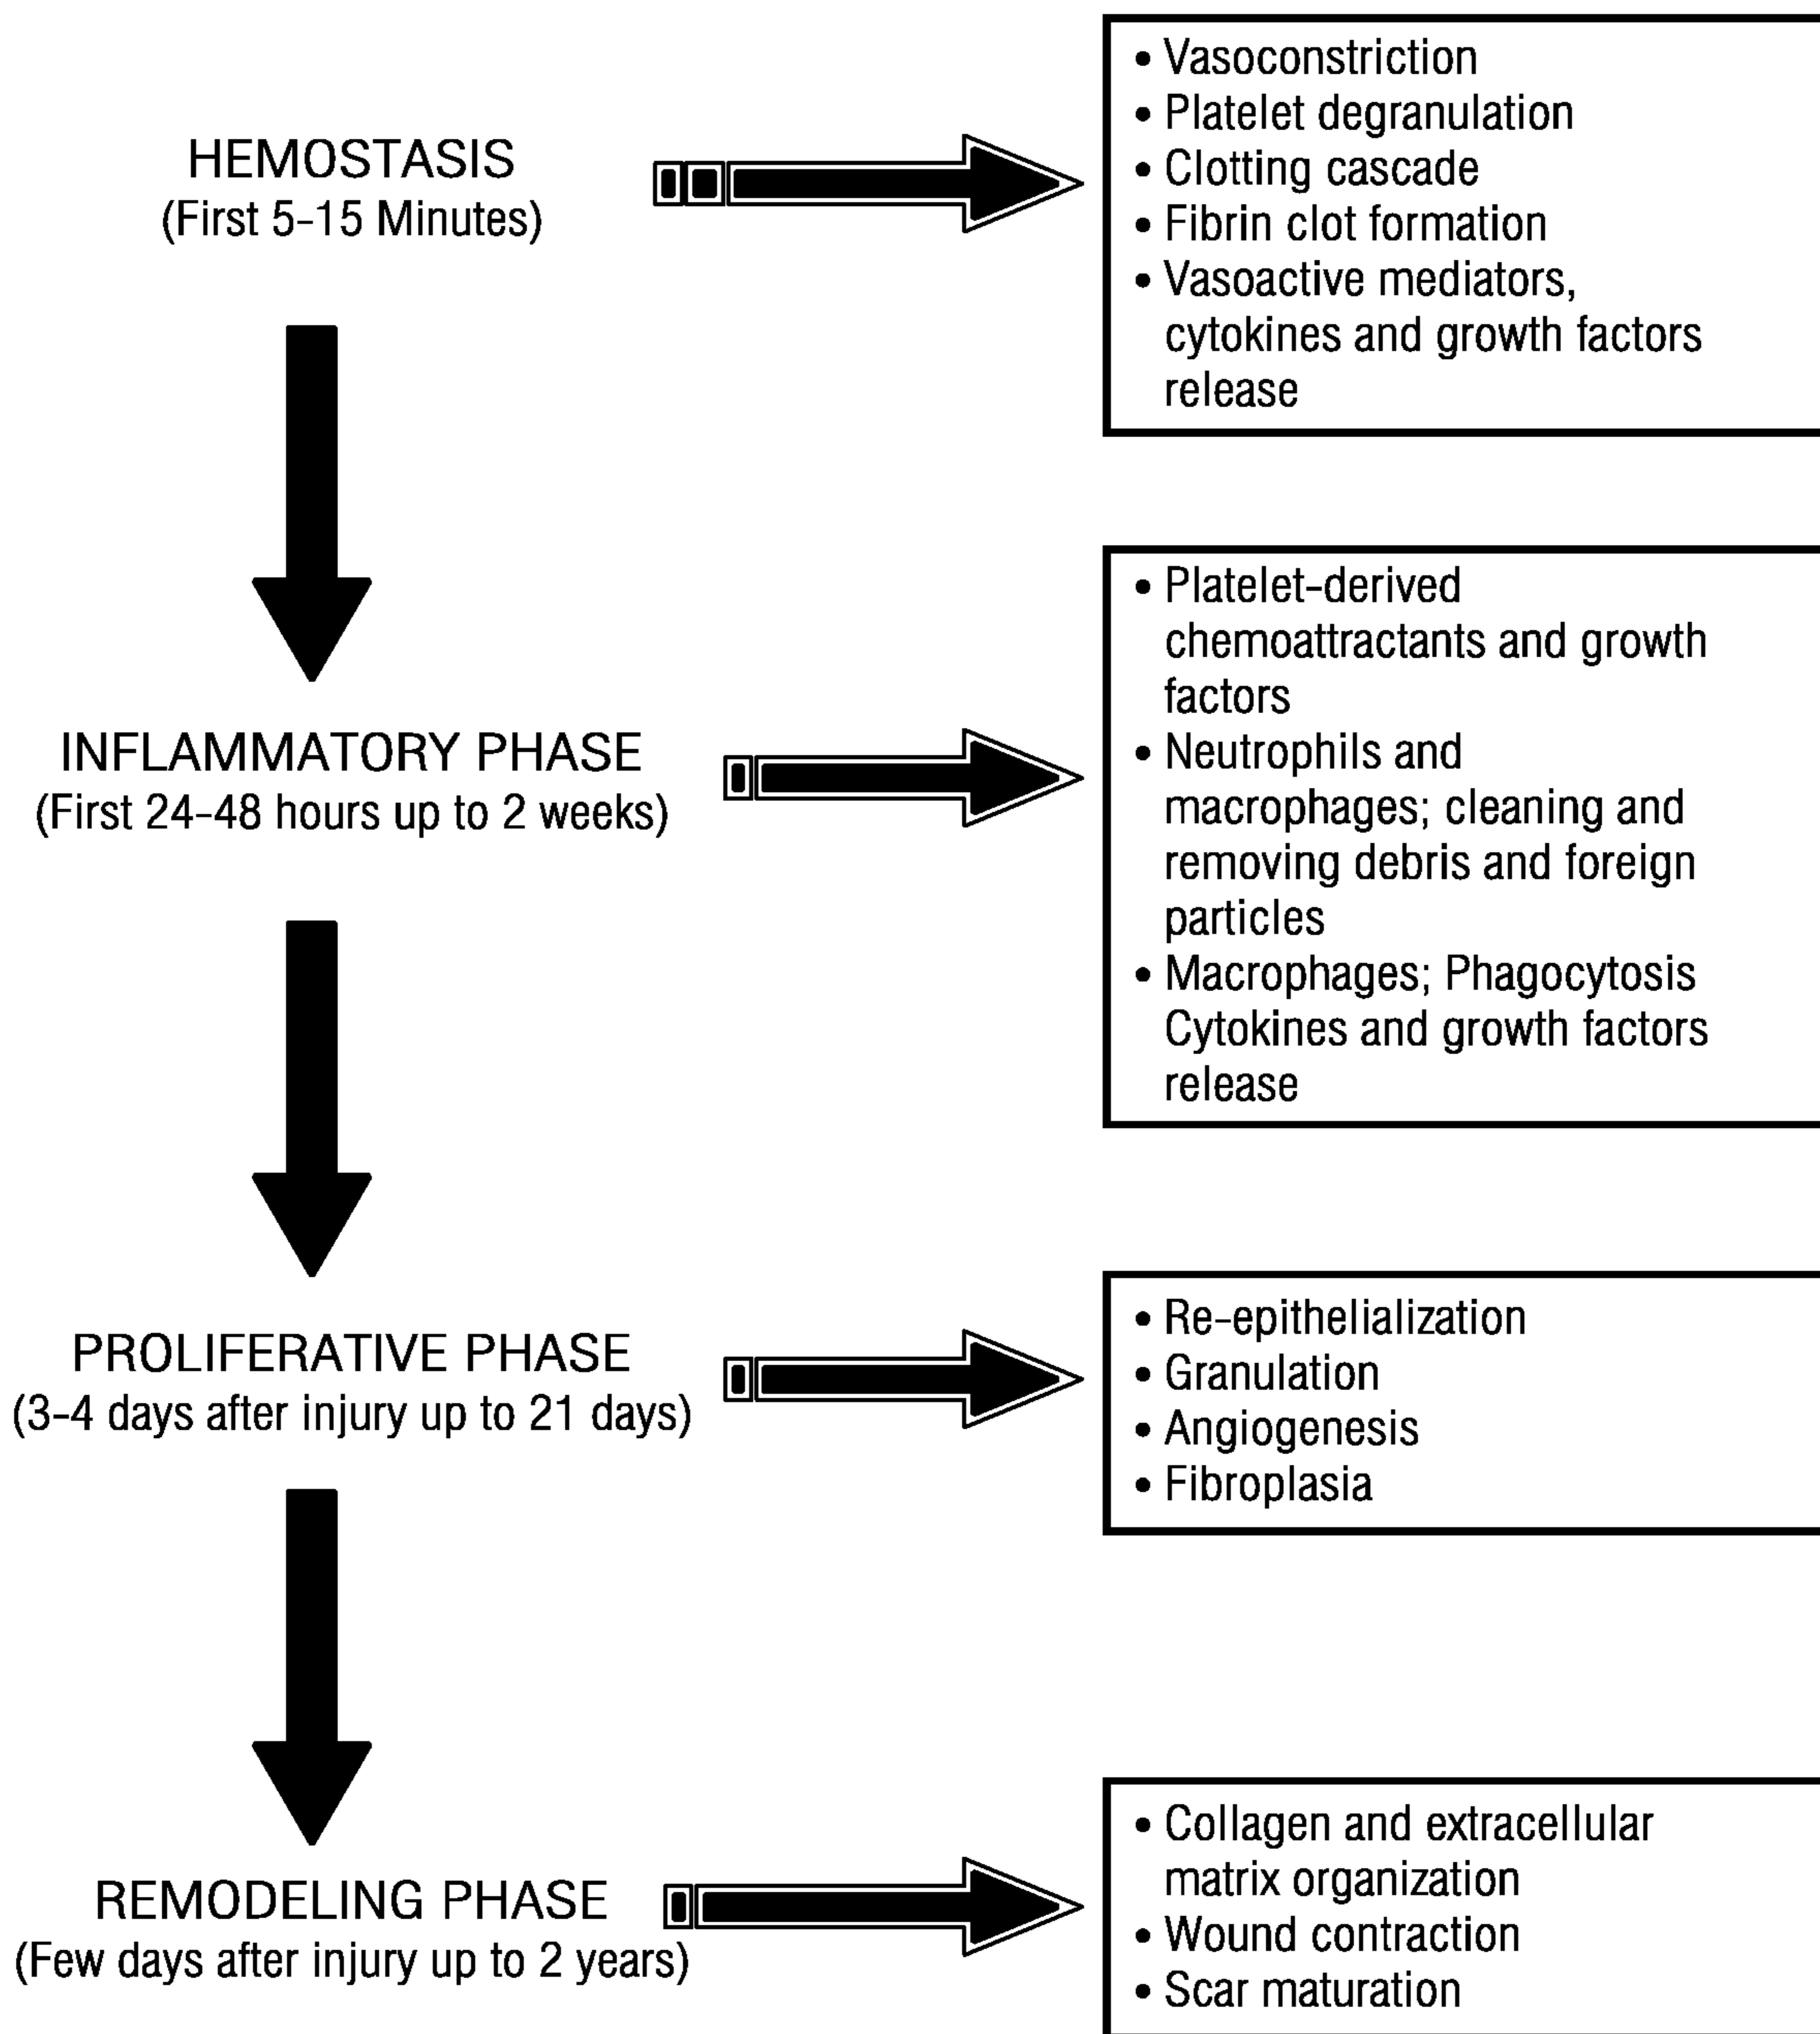 HEMOSTASIS
(First 5-15 Minutes)
• Vasoconstriction
• Platelet degranulation
• Clotting cascade
• Fibrin clot formation
• Vasoactive mediators,
cytokines and growth factors
release
INFLAMMATORY PHASE
(First 24-48 hours up to 2 weeks)
• Platelet-derived
chemoattractants and growth
factors
• Neutrophils and
macrophages; cleaning and
removing debris and foreign
particles
• Macrophages; Phagocytosis
Cytokines and growth factors
release
PROLIFERATIVE PHASE
(3-4 days after injury up to 21 days)
• Re-epithelialization
• Granulation
• Angiogenesis
• Fibroplasia
REMODELING PHASE
(Few days after injury up to 2 years)
• Collagen and extracellular
matrix organization
• Wound contraction
• Scar maturation